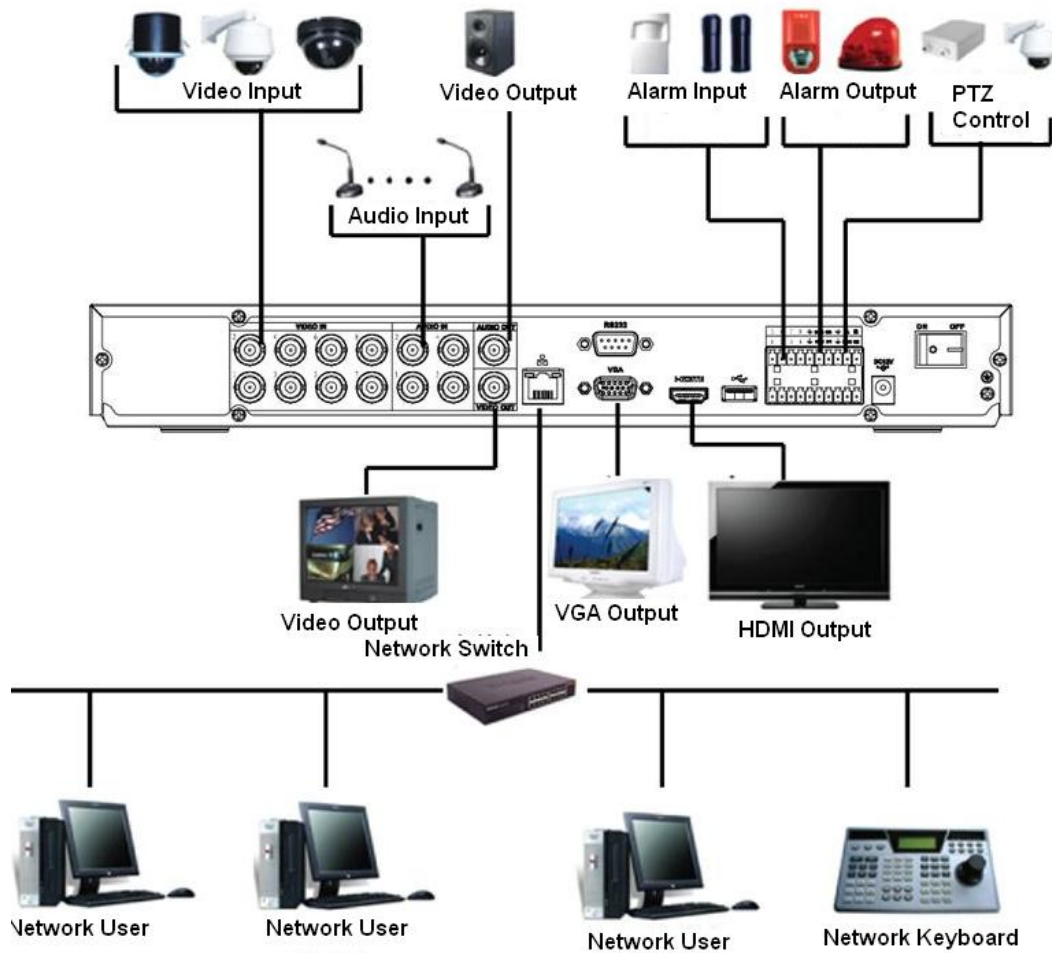 Video Input
Video Output
Alarm Input
Alarm Output
PTZ
Control
Audio Input
VIDEO IN
AUDIO IN
AUDIO OUT
RS232
ON
OFF
VGA
HDMI
DC12V
VIDEO OUT
Video Output
VGA Output
HDMI Output
Network Switch
Network User
Network User
Network User
Network Keyboard